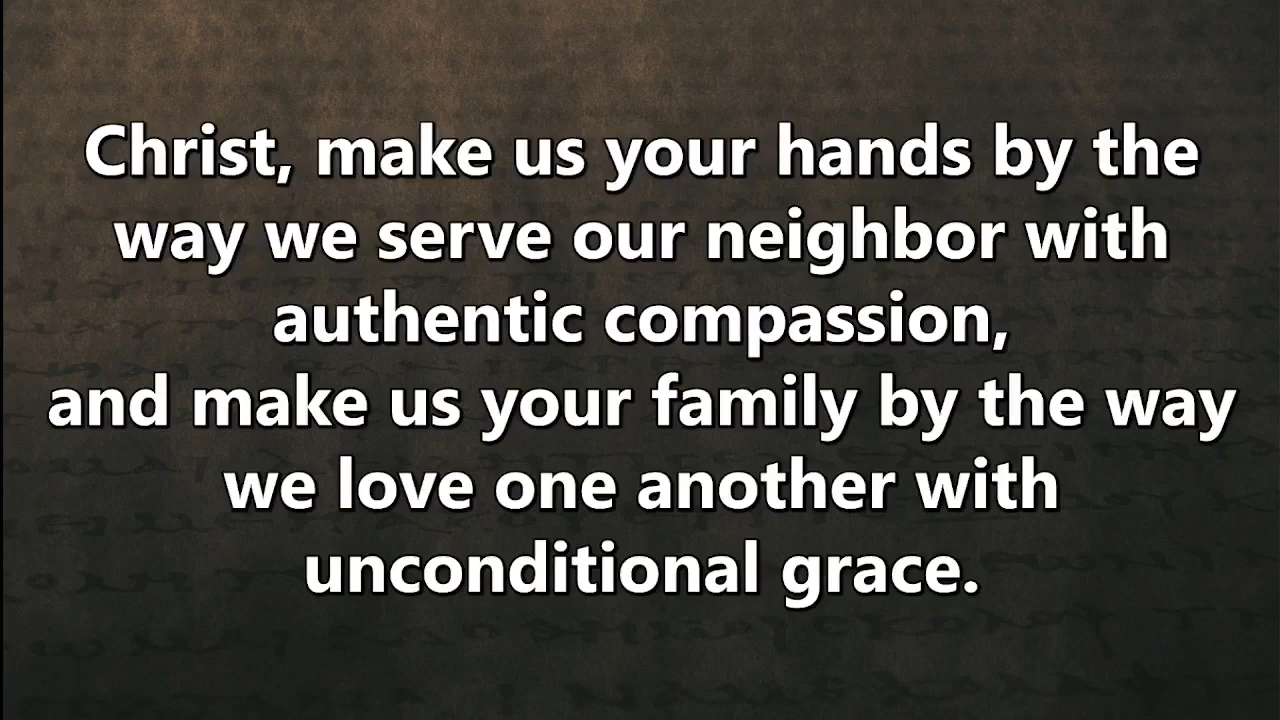 Christ, make us your hands by the
way we serve our neighbor with
authentic compassion,
and make us your family by the way
we love one another with
unconditional grace.